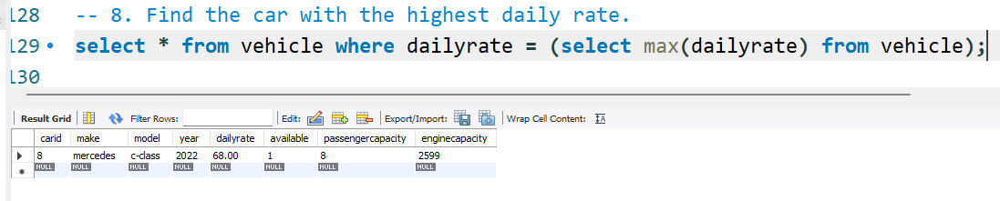 128 -- 8. Find the car with the highest daily rate.
129 select * from vehicle where dailyrate = (select max(dailyrate) from vehicle);
130
Result Grid Filter Rows: Edit: Export/Import: Wrap Cell Content: IA
carid make model year dailyrate available passengercapacity enginecapacity
8 mercedes c-class 2022 68.00 1 8 2599
NULL NULL NULL NULL NULL NULL NULL NULL